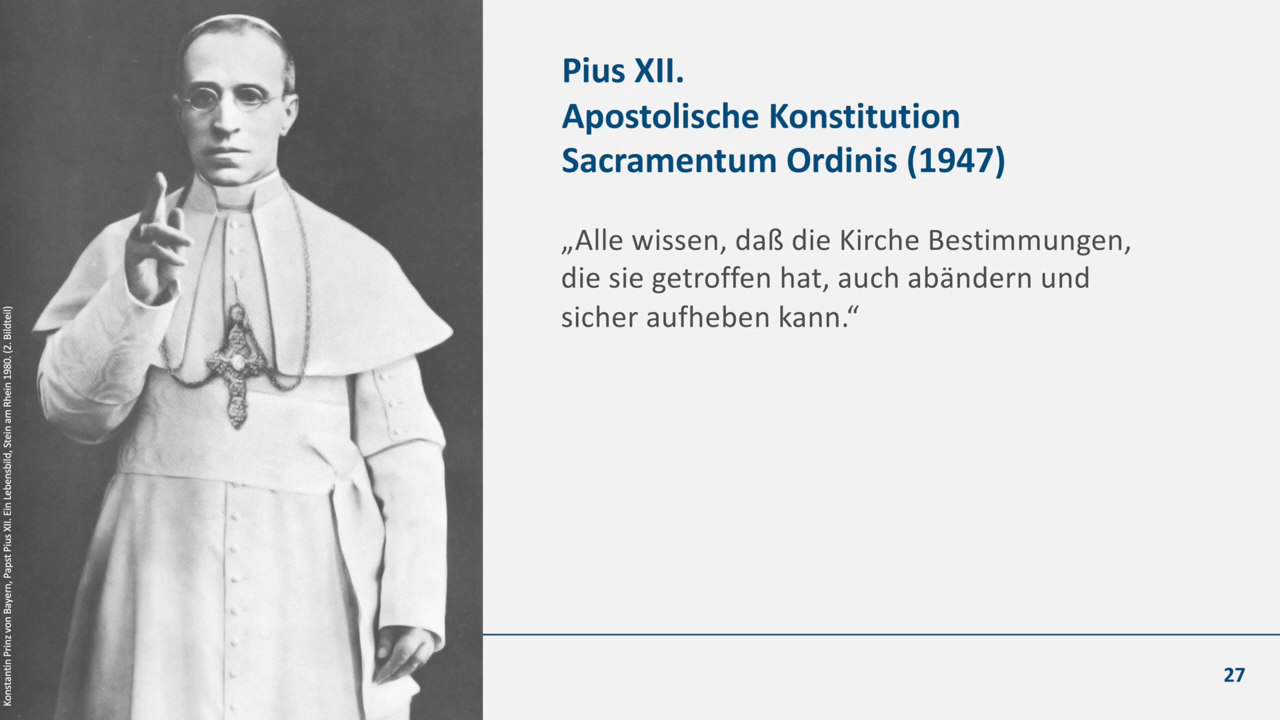 Pius XII.
Apostolische Konstitution
Sacramentum Ordinis (1947)
„Alle wissen, daß die Kirche Bestimmungen,
die sie getroffen hat, auch abändern und
sicher aufheben kann.“
Konstantin Prinz von Bayern, Papst Pius XII. Ein Lebensbild, Stein am Rhein 1980. (2. Bildteil)
27